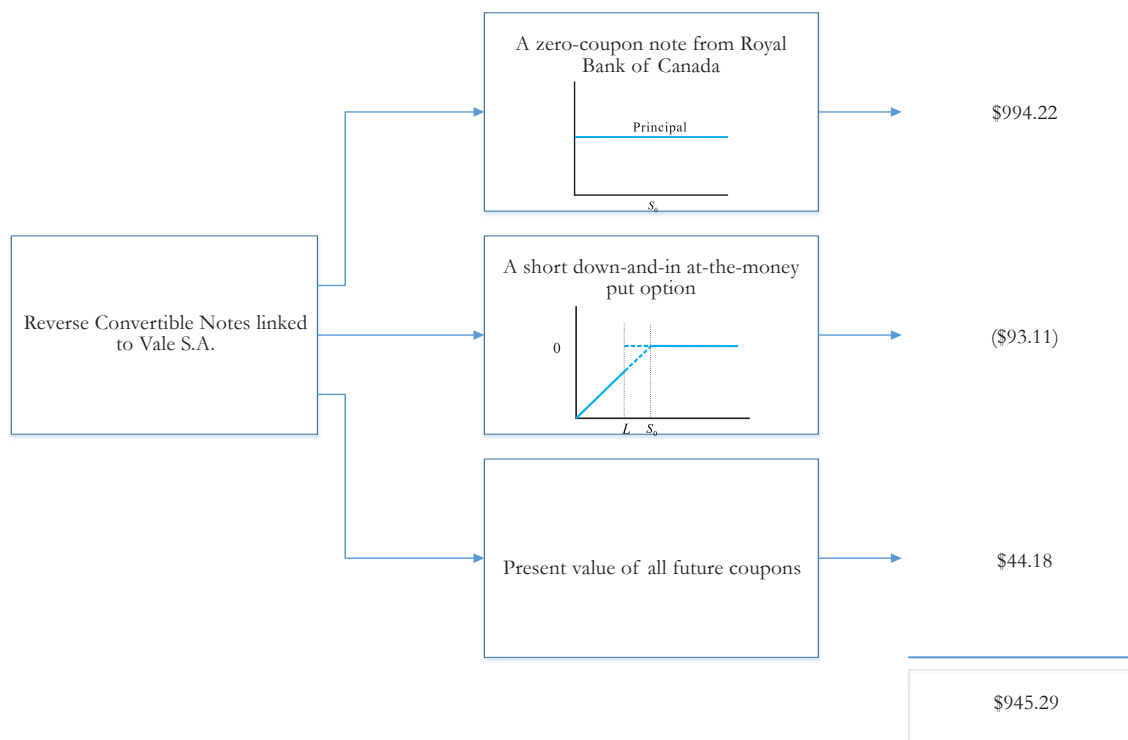 A zero-coupon note from Royal
Bank of Canada
Principal
S₀
$994.22
Reverse Convertible Notes linked
to Vale S.A.
A short down-and-in at-the-money
put option
0
L S₀
($93.11)
Present value of all future coupons
$44.18
$945.29